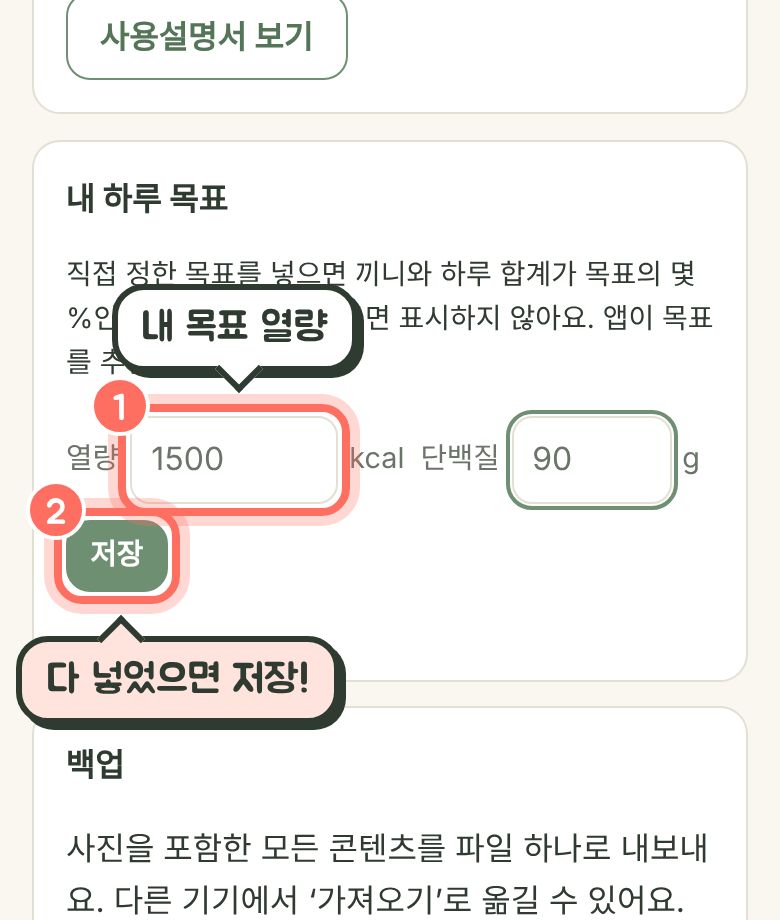 사용설명서 보기
내 하루 목표
직접 정한 목표를 넣으면 끼니와 하루 합계가 목표의 몇
%인 면 표시하지 않아요. 앱이 목표
를
내 목표 열량
1
열량 1500 kcal 단백질 90 g
2
저장
다 넣었으면 저장!
백업
사진을 포함한 모든 콘텐츠를 파일 하나로 내보내
요. 다른 기기에서 ‘가져오기’로 옮길 수 있어요.